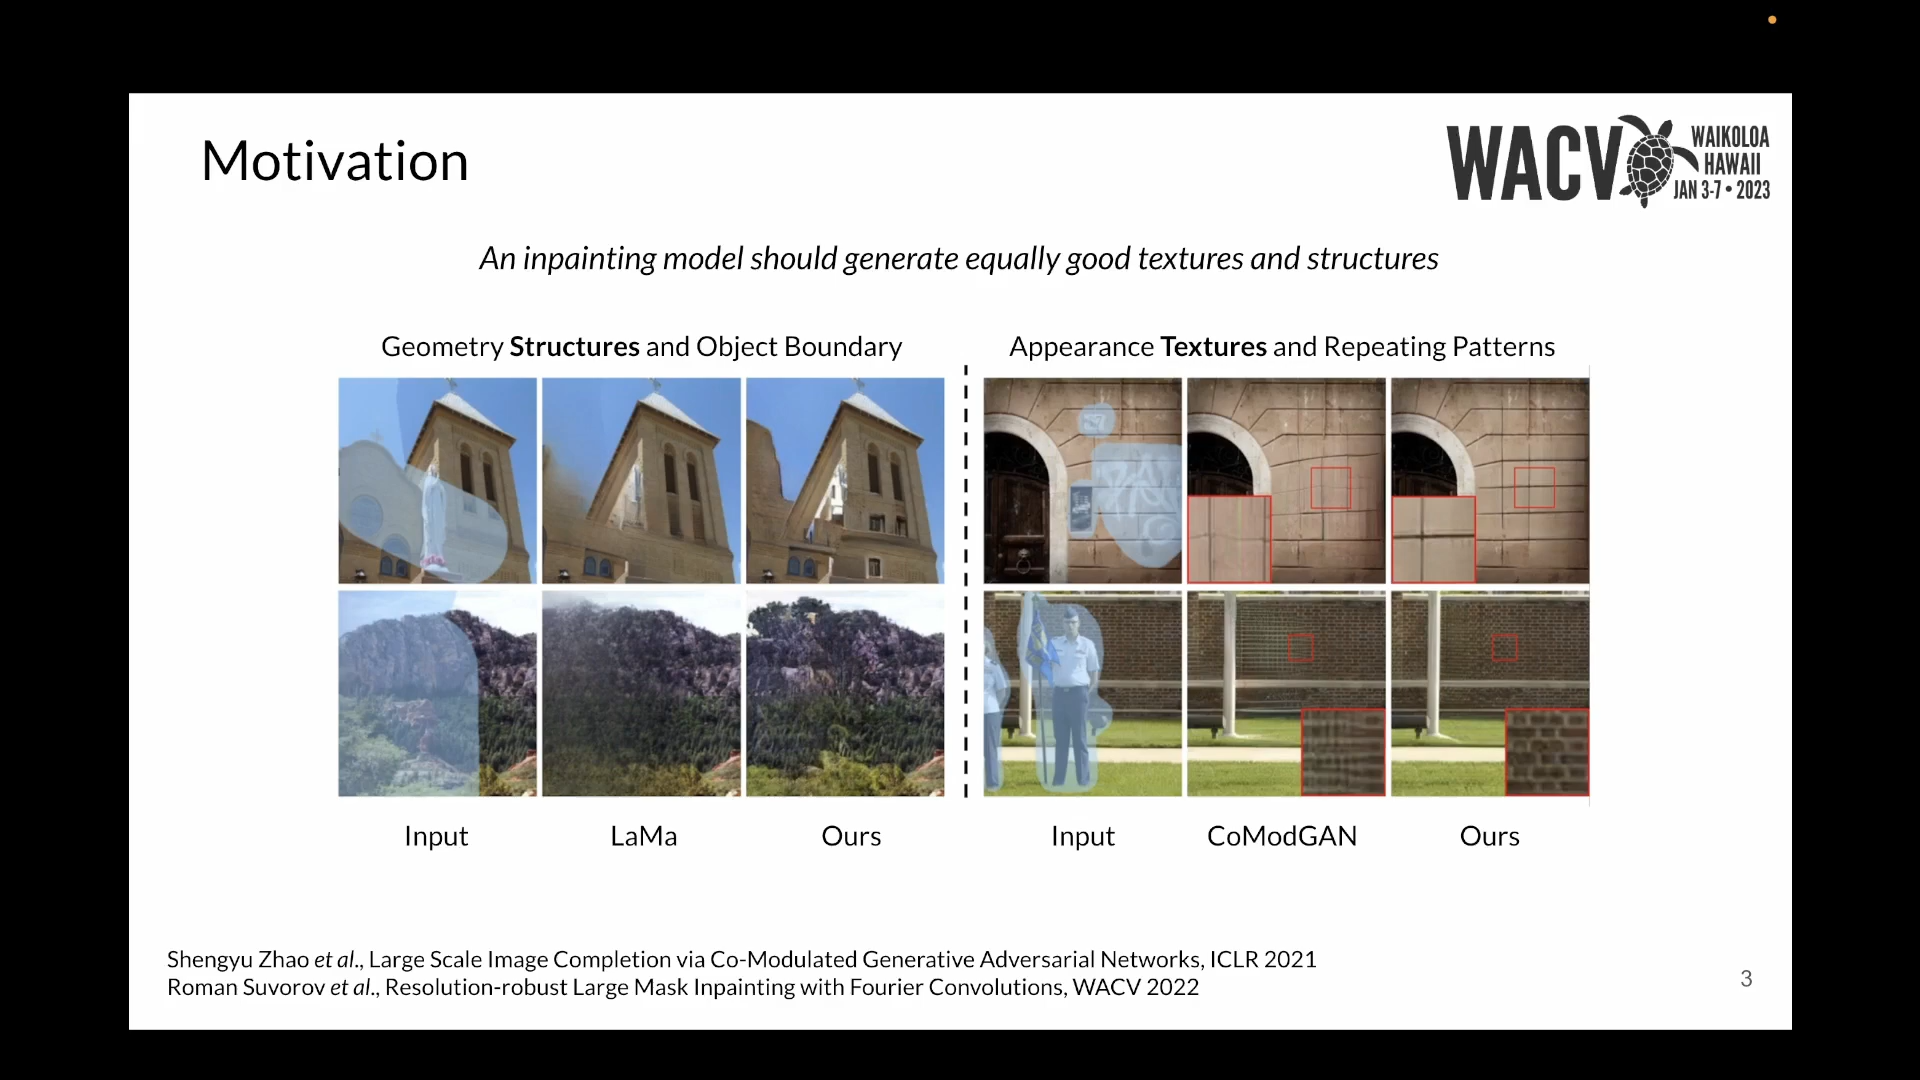 Motivation
WACV
WAIKOLOA
HAWAII
JAN 3-7 • 2023
An inpainting model should generate equally good textures and structures
Geometry Structures and Object Boundary
Appearance Textures and Repeating Patterns
Input
LaMa
Ours
Input
CoModGAN
Ours
Shengyu Zhao et al., Large Scale Image Completion via Co-Modulated Generative Adversarial Networks, ICLR 2021
Roman Suvorov et al., Resolution-robust Large Mask Inpainting with Fourier Convolutions, WACV 2022
3